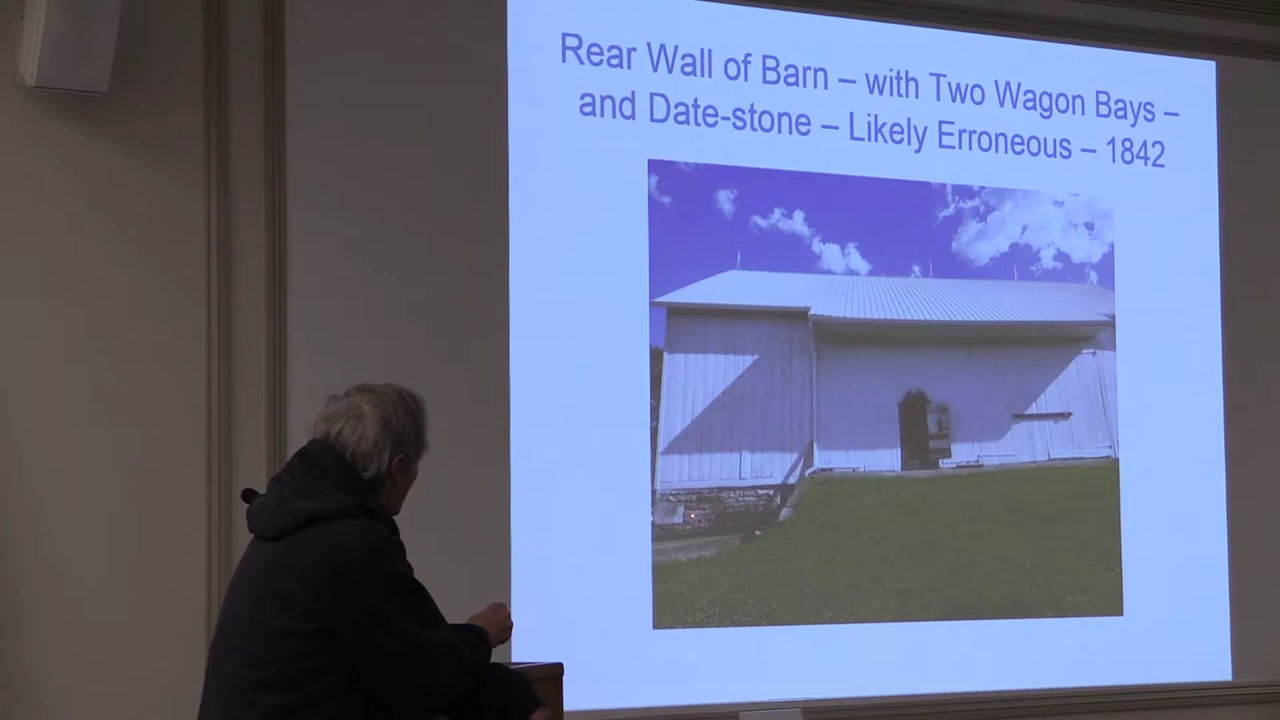 Rear Wall of Barn – with Two Wagon Bays –
and Date-stone – Likely Erroneous – 1842